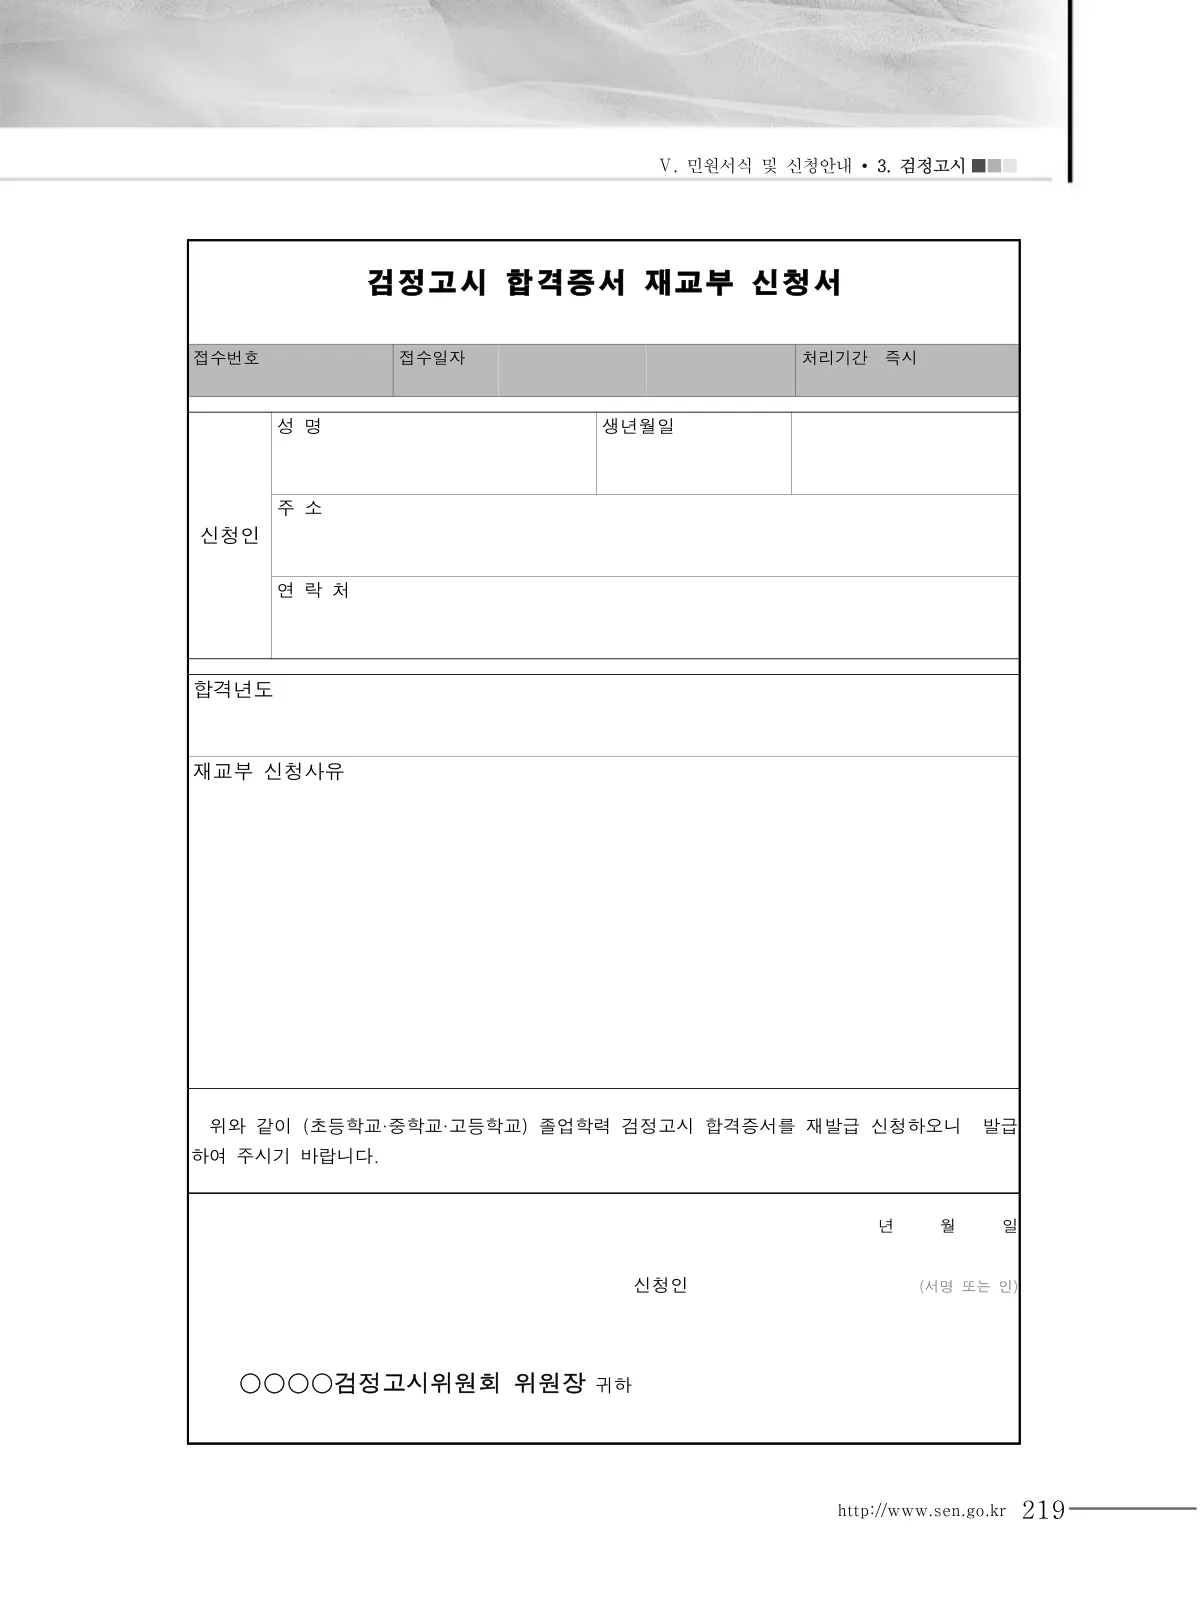 Ⅴ. 민원서식 및 신청안내 • 3. 검정고시
검정고시 합격증서 재교부 신청서
접수번호 접수일자 처리기간 즉시
성 명 생년월일
주 소
신청인
연 락 처
합격년도
재교부 신청사유
위와 같이 (초등학교·중학교·고등학교) 졸업학력 검정고시 합격증서를 재발급 신청하오니 발급
하여 주시기 바랍니다.
년 월 일
신청인 (서명 또는 인)
○○○○검정고시위원회 위원장 귀하
http://www.sen.go.kr 219